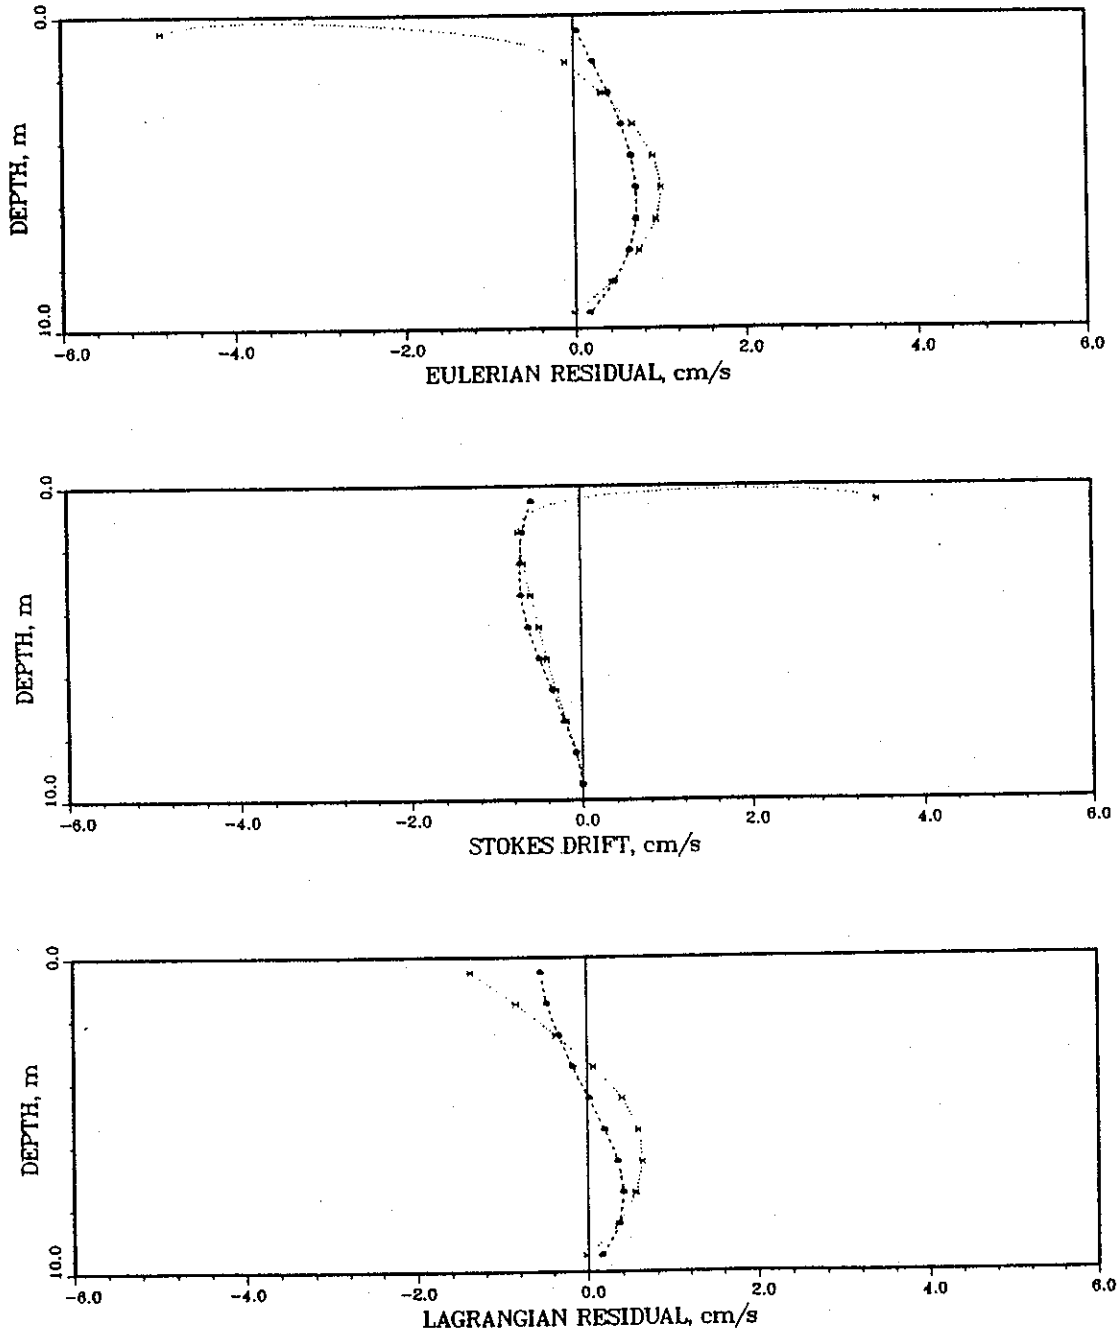 0.0
DEPTH, m
10.0
-6.0 -4.0 -2.0 0.0 2.0 4.0 6.0
EULERIAN RESIDUAL, cm/s
0.0
DEPTH, m
10.0
-6.0 -4.0 -2.0 0.0 2.0 4.0 6.0
STOKES DRIFT, cm/s
0.0
DEPTH, m
10.0
-6.0 -4.0 -2.0 0.0 2.0 4.0 6.0
LAGRANGIAN RESIDUAL, cm/s